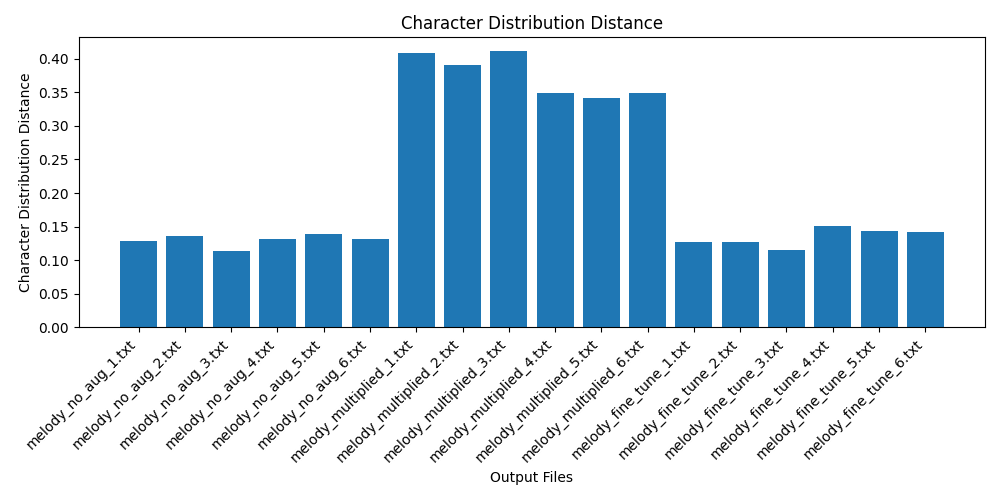 Character Distribution Distance
Character Distribution Distance
0.40
0.35
0.30
0.25
0.20
0.15
0.10
0.05
0.00
melody_no_aug_1.txt
melody_no_aug_2.txt
melody_no_aug_3.txt
melody_no_aug_4.txt
melody_no_aug_5.txt
melody_no_aug_6.txt
melody_multiplied_1.txt
melody_multiplied_2.txt
melody_multiplied_3.txt
melody_multiplied_4.txt
melody_multiplied_5.txt
melody_multiplied_6.txt
melody_fine_tune_1.txt
melody_fine_tune_2.txt
melody_fine_tune_3.txt
melody_fine_tune_4.txt
melody_fine_tune_5.txt
melody_fine_tune_6.txt
Output Files